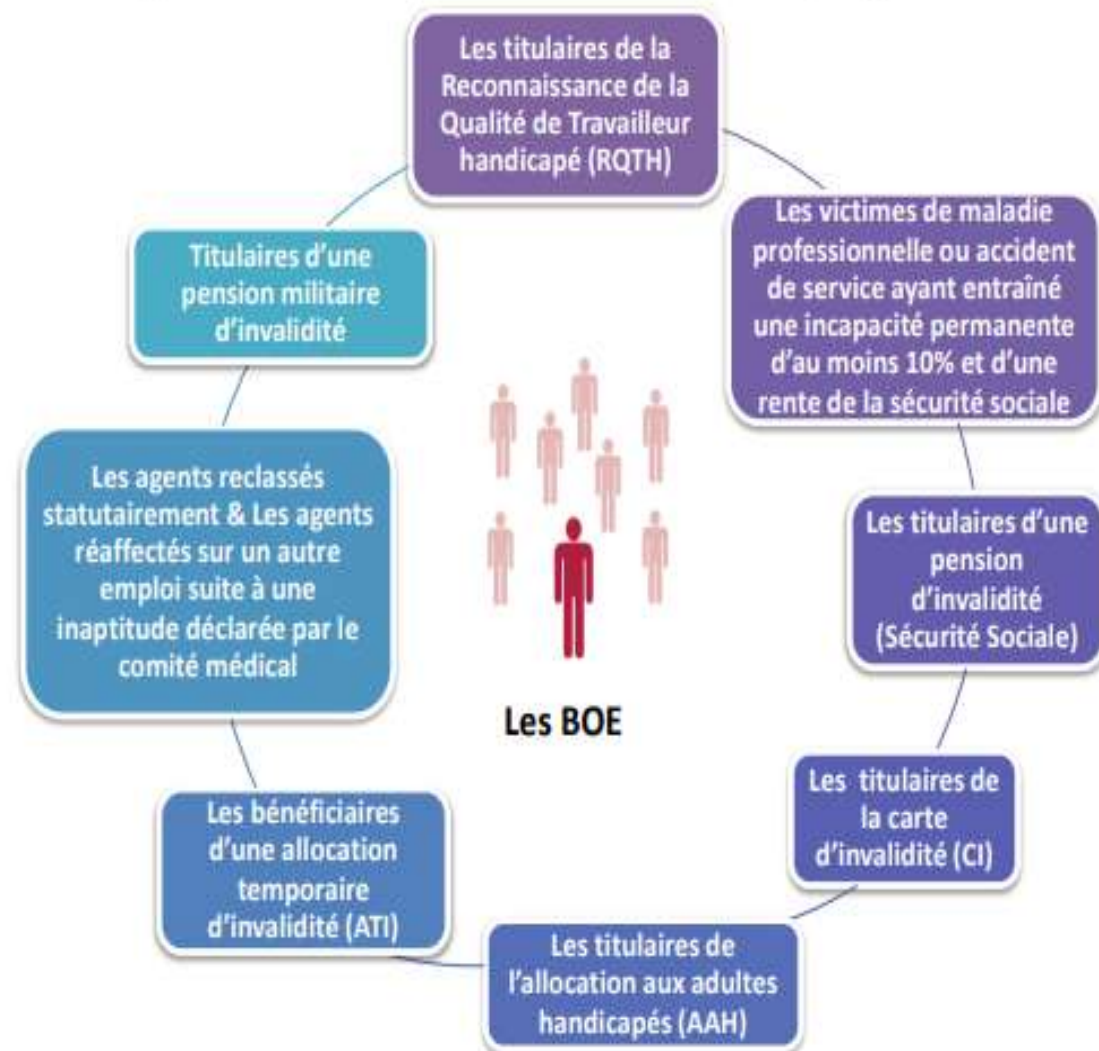 Les titulaires de la
Reconnaissance de la
Qualité de Travailleur
handicapé (RQTH)
Les victimes de maladie
professionnelle ou accident
de service ayant entraîné
une incapacité permanente
d'au moins 10% et d'une
rente de la sécurité sociale
Les titulaires d'une
pension
d'invalidité
(Sécurité Sociale)
Les titulaires de
la carte
d'invalidité (CI)
Les titulaires de
l'allocation aux adultes
handicapés (AAH)
Les bénéficiaires
d'une allocation
temporaire
d'invalidité (ATI)
Les agents reclassés
statutairement & Les agents
réaffectés sur un autre
emploi suite à une
inaptitude déclarée par le
comité médical
Titulaires d'une
pension militaire
d'invalidité
Les BOE